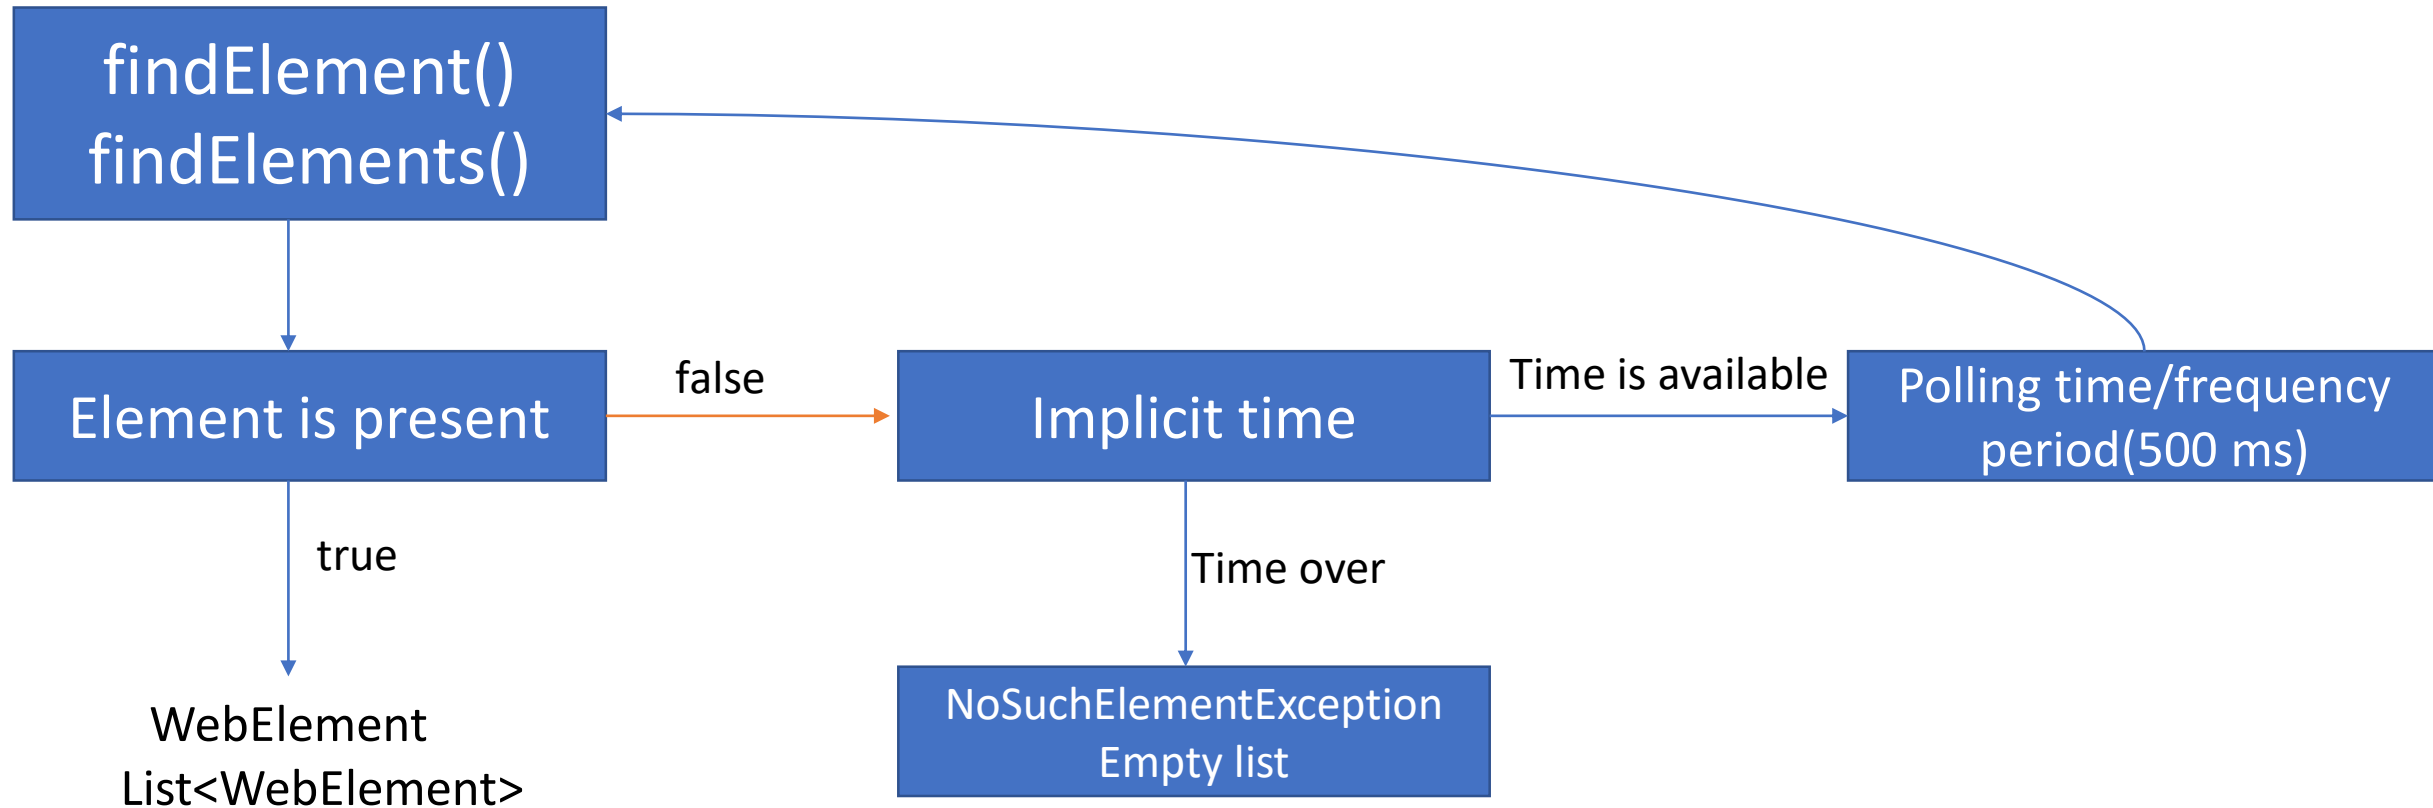 findElement()
findElements()
Element is present
false
Implicit time
Time is available
Polling time/frequency
period(500 ms)
true
Time over
WebElement
List<WebElement>
NoSuchElementException
Empty list